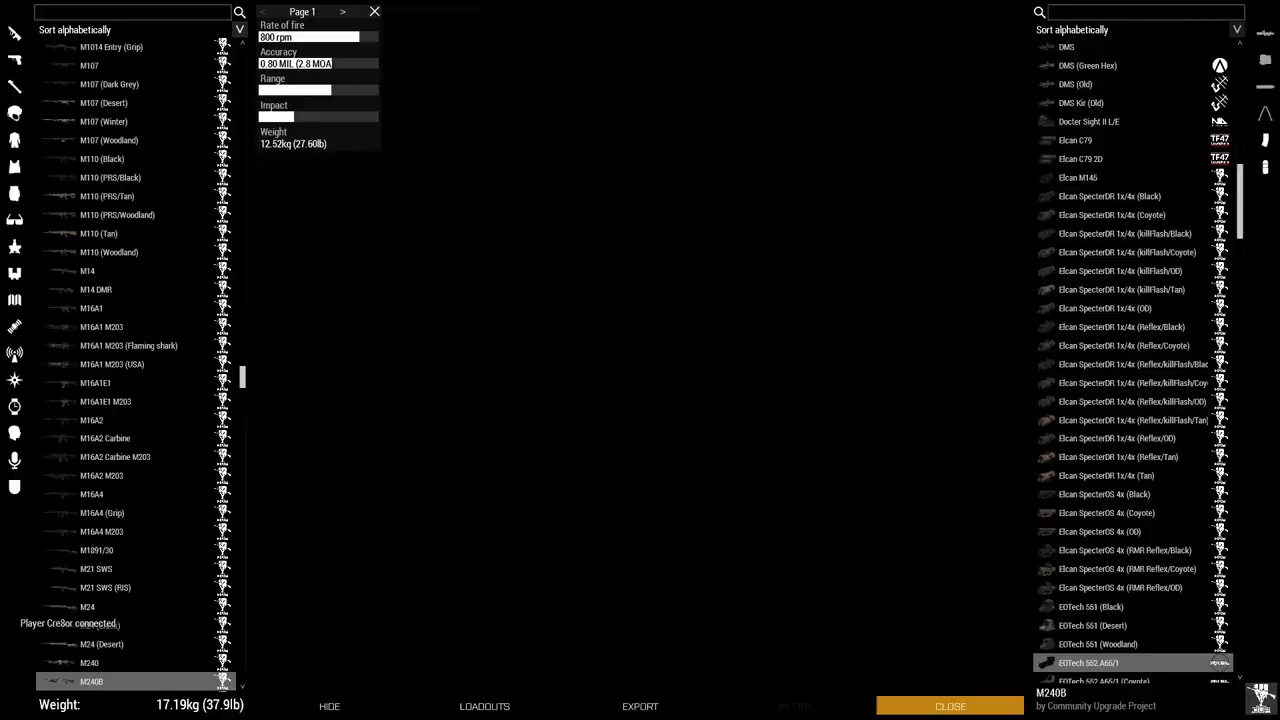 Sort alphabetically
M1014 Entry (Grip)
M107
M107 (Dark Grey)
M107 (Desert)
M107 (Winter)
M107 (Woodland)
M110 (Black)
M110 (PRS/Black)
M110 (PRS/Tan)
M110 (PRS/Woodland)
M110 (Tan)
M110 (Woodland)
M14
M14 DMR
M16A1
M16A1 M203
M16A1 M203 (Flaming shark)
M16A1 M203 (USA)
M16A1E1
M16A1E1 M203
M16A2
M16A2 Carbine
M16A2 Carbine M203
M16A2 M203
M16A4
M16A4 (Grip)
M16A4 M203
M1891/30
M21 SWS
M21 SWS (RIS)
M24
Player Cre8or connected
M24 (Desert)
M240
M240B
Weight: 17.19kg (37.9lb)
< Page 1 >
Rate of fire
800 rpm
Accuracy
0.80 MIL (2.8 MOA
Range
Impact
Weight
12.52kg (27.60lb)
HIDE
LOADOUTS
EXPORT
IMPORT
CLOSE
Sort alphabetically
DMS
DMS (Green Hex)
DMS (Old)
DMS Kir (Old)
Docter Sight II L/E
Elcan C79
TF47
Elcan C79 2D
TF47
Elcan M145
Elcan SpecterDR 1x/4x (Black)
Elcan SpecterDR 1x/4x (Coyote)
Elcan SpecterDR 1x/4x (killFlash/Black)
Elcan SpecterDR 1x/4x (killFlash/Coyote)
Elcan SpecterDR 1x/4x (killFlash/OD)
Elcan SpecterDR 1x/4x (killFlash/Tan)
Elcan SpecterDR 1x/4x (OD)
Elcan SpecterDR 1x/4x (Reflex/Black)
Elcan SpecterDR 1x/4x (Reflex/Coyote)
Elcan SpecterDR 1x/4x (Reflex/killFlash/Blac
Elcan SpecterDR 1x/4x (Reflex/killFlash/Coy
Elcan SpecterDR 1x/4x (Reflex/killFlash/OD)
Elcan SpecterDR 1x/4x (Reflex/killFlash/Tan)
Elcan SpecterDR 1x/4x (Reflex/OD)
Elcan SpecterDR 1x/4x (Reflex/Tan)
Elcan SpecterDR 1x/4x (Tan)
Elcan SpecterOS 4x (Black)
Elcan SpecterOS 4x (Coyote)
Elcan SpecterOS 4x (OD)
Elcan SpecterOS 4x (RMR Reflex/Black)
Elcan SpecterOS 4x (RMR Reflex/Coyote)
Elcan SpecterOS 4x (RMR Reflex/OD)
EOTech 551 (Black)
EOTech 551 (Desert)
EOTech 551 (Woodland)
EOTech 552.A65/1
EOTech 552.A65/1 (Coyote)
M240B
by Community Upgrade Project